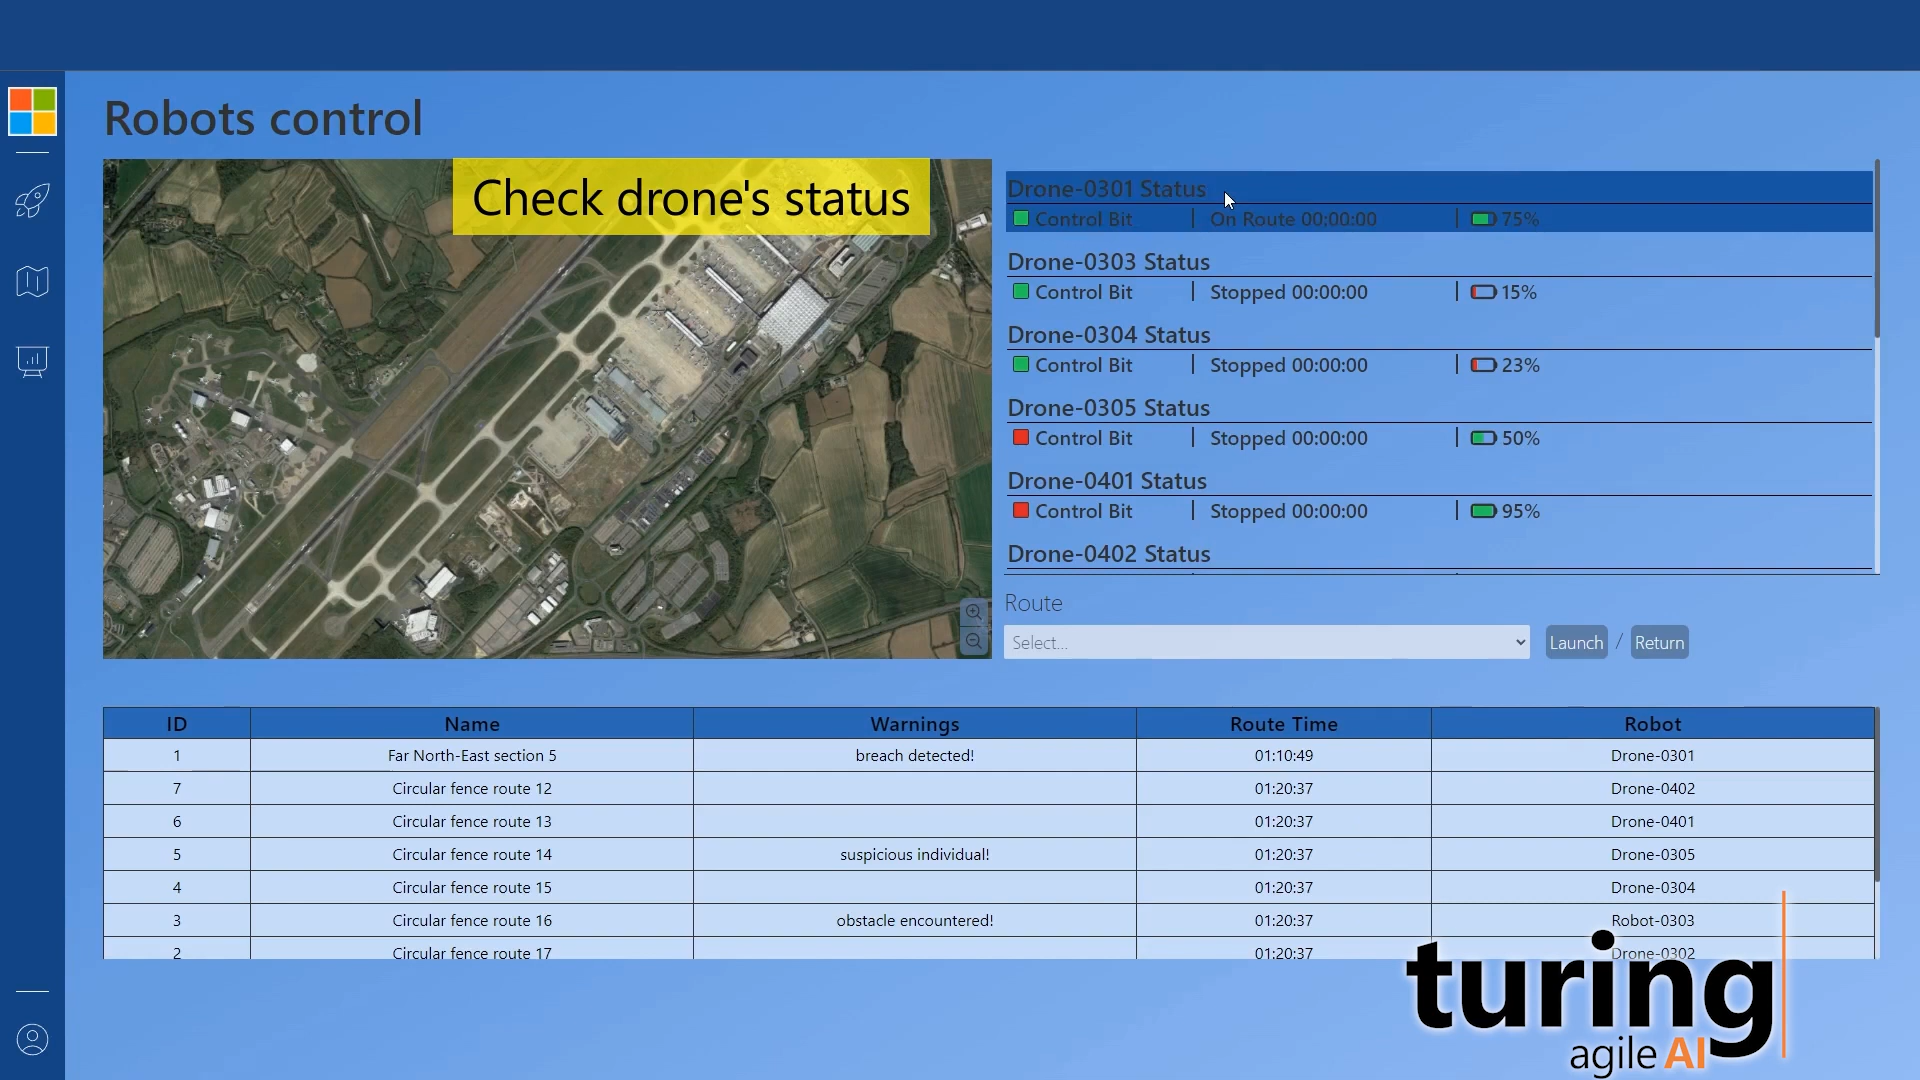 Robots control
Check drone's status
Drone-0301 Status
Control Bit | On Route 00:00:00 | 75%
Drone-0303 Status
Control Bit | Stopped 00:00:00 | 15%
Drone-0304 Status
Control Bit | Stopped 00:00:00 | 23%
Drone-0305 Status
Control Bit | Stopped 00:00:00 | 50%
Drone-0401 Status
Control Bit | Stopped 00:00:00 | 95%
Drone-0402 Status
Route
Select... Launch / Return
ID Name Warnings Route Time Robot
1 Far North-East section 5 breach detected! 01:10:49 Drone-0301
7 Circular fence route 12 01:20:37 Drone-0402
6 Circular fence route 13 01:20:37 Drone-0401
5 Circular fence route 14 suspicious individual! 01:20:37 Drone-0305
4 Circular fence route 15 01:20:37 Drone-0304
3 Circular fence route 16 obstacle encountered! 01:20:37 Robot-0303
2 Circular fence route 17 01:20:37 Drone-0302
turing
agile AI